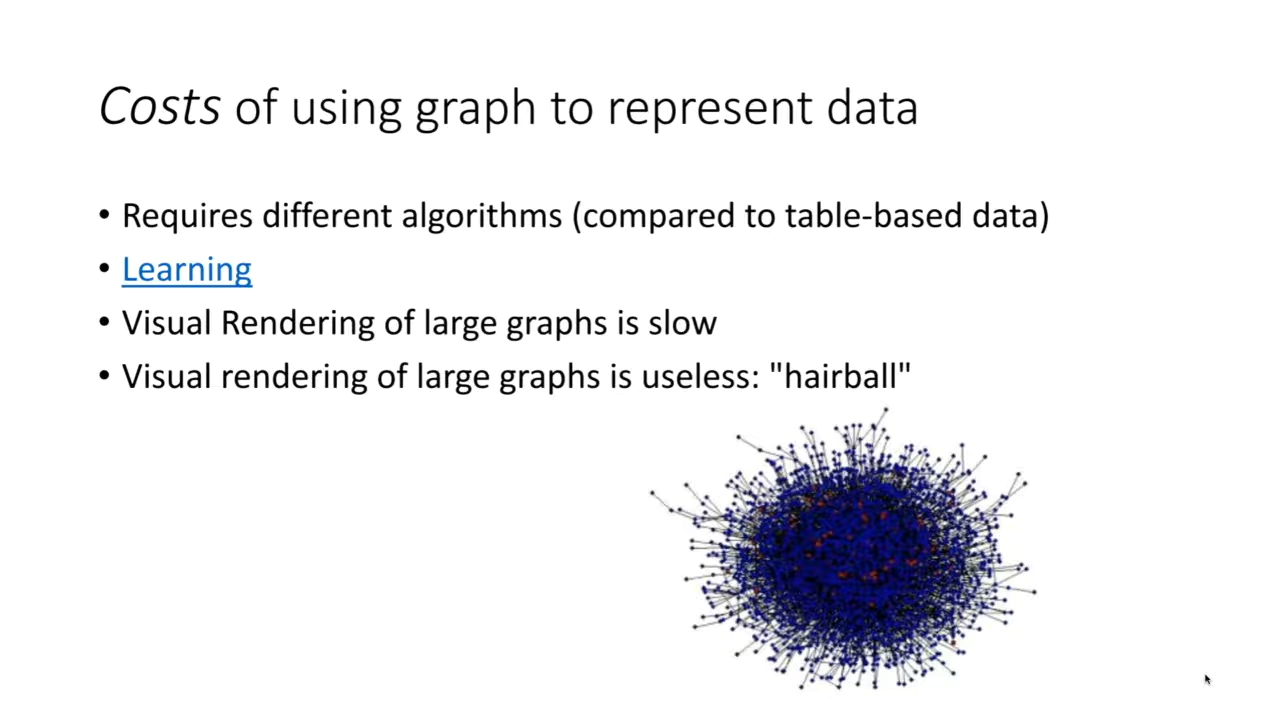 Costs of using graph to represent data
• Requires different algorithms (compared to table-based data)
• Learning
• Visual Rendering of large graphs is slow
• Visual rendering of large graphs is useless: "hairball"